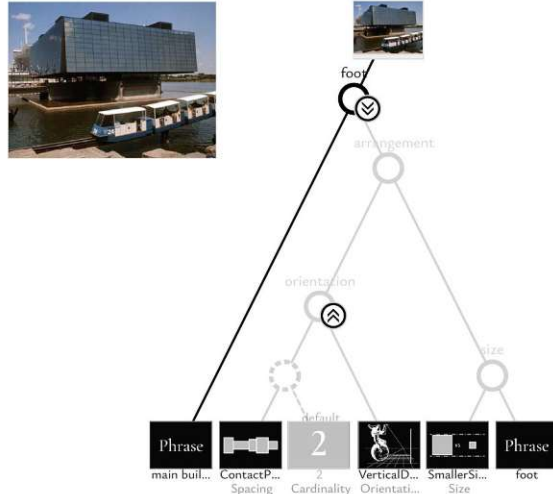 foot
arrangement
orientation
size
default
Phrase
2
Phrase
main buil...
ContactP...
2
VerticalD...
SmallerSi...
foot
Spacing
Cardinality
Orientati...
Size